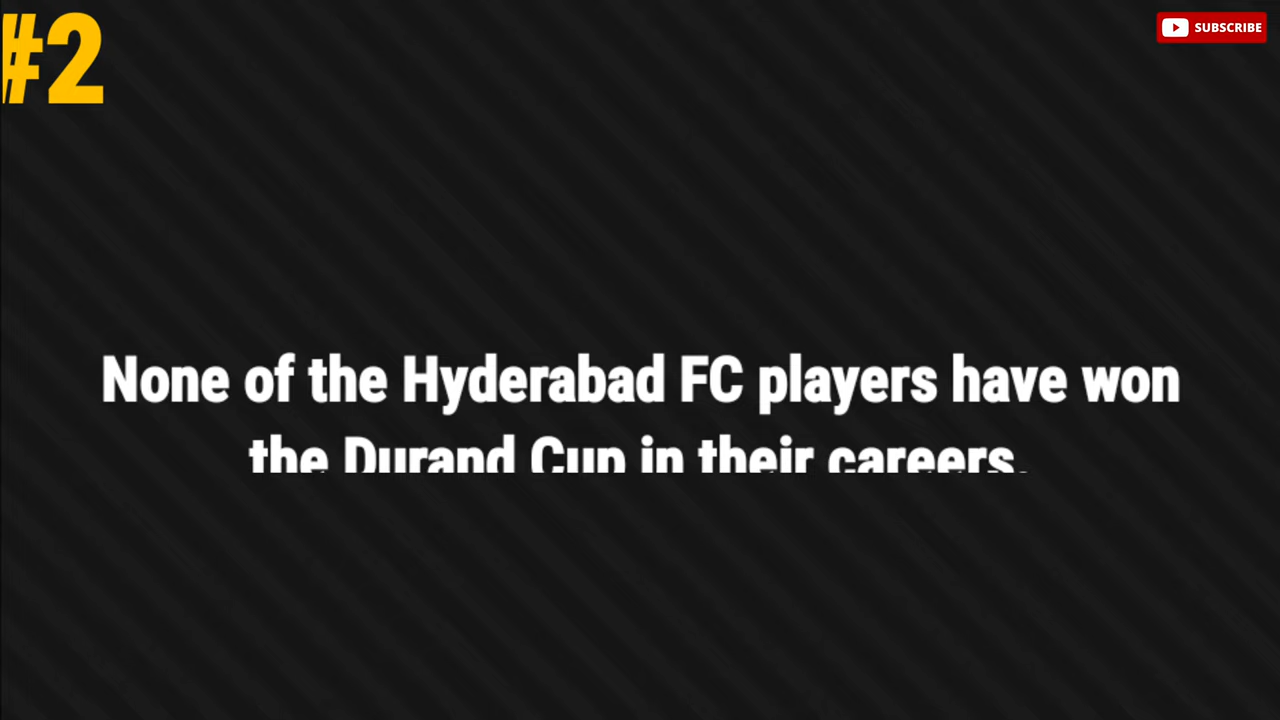 #2
SUBSCRIBE
None of the Hyderabad FC players have won
the Durand Cup in their careers.